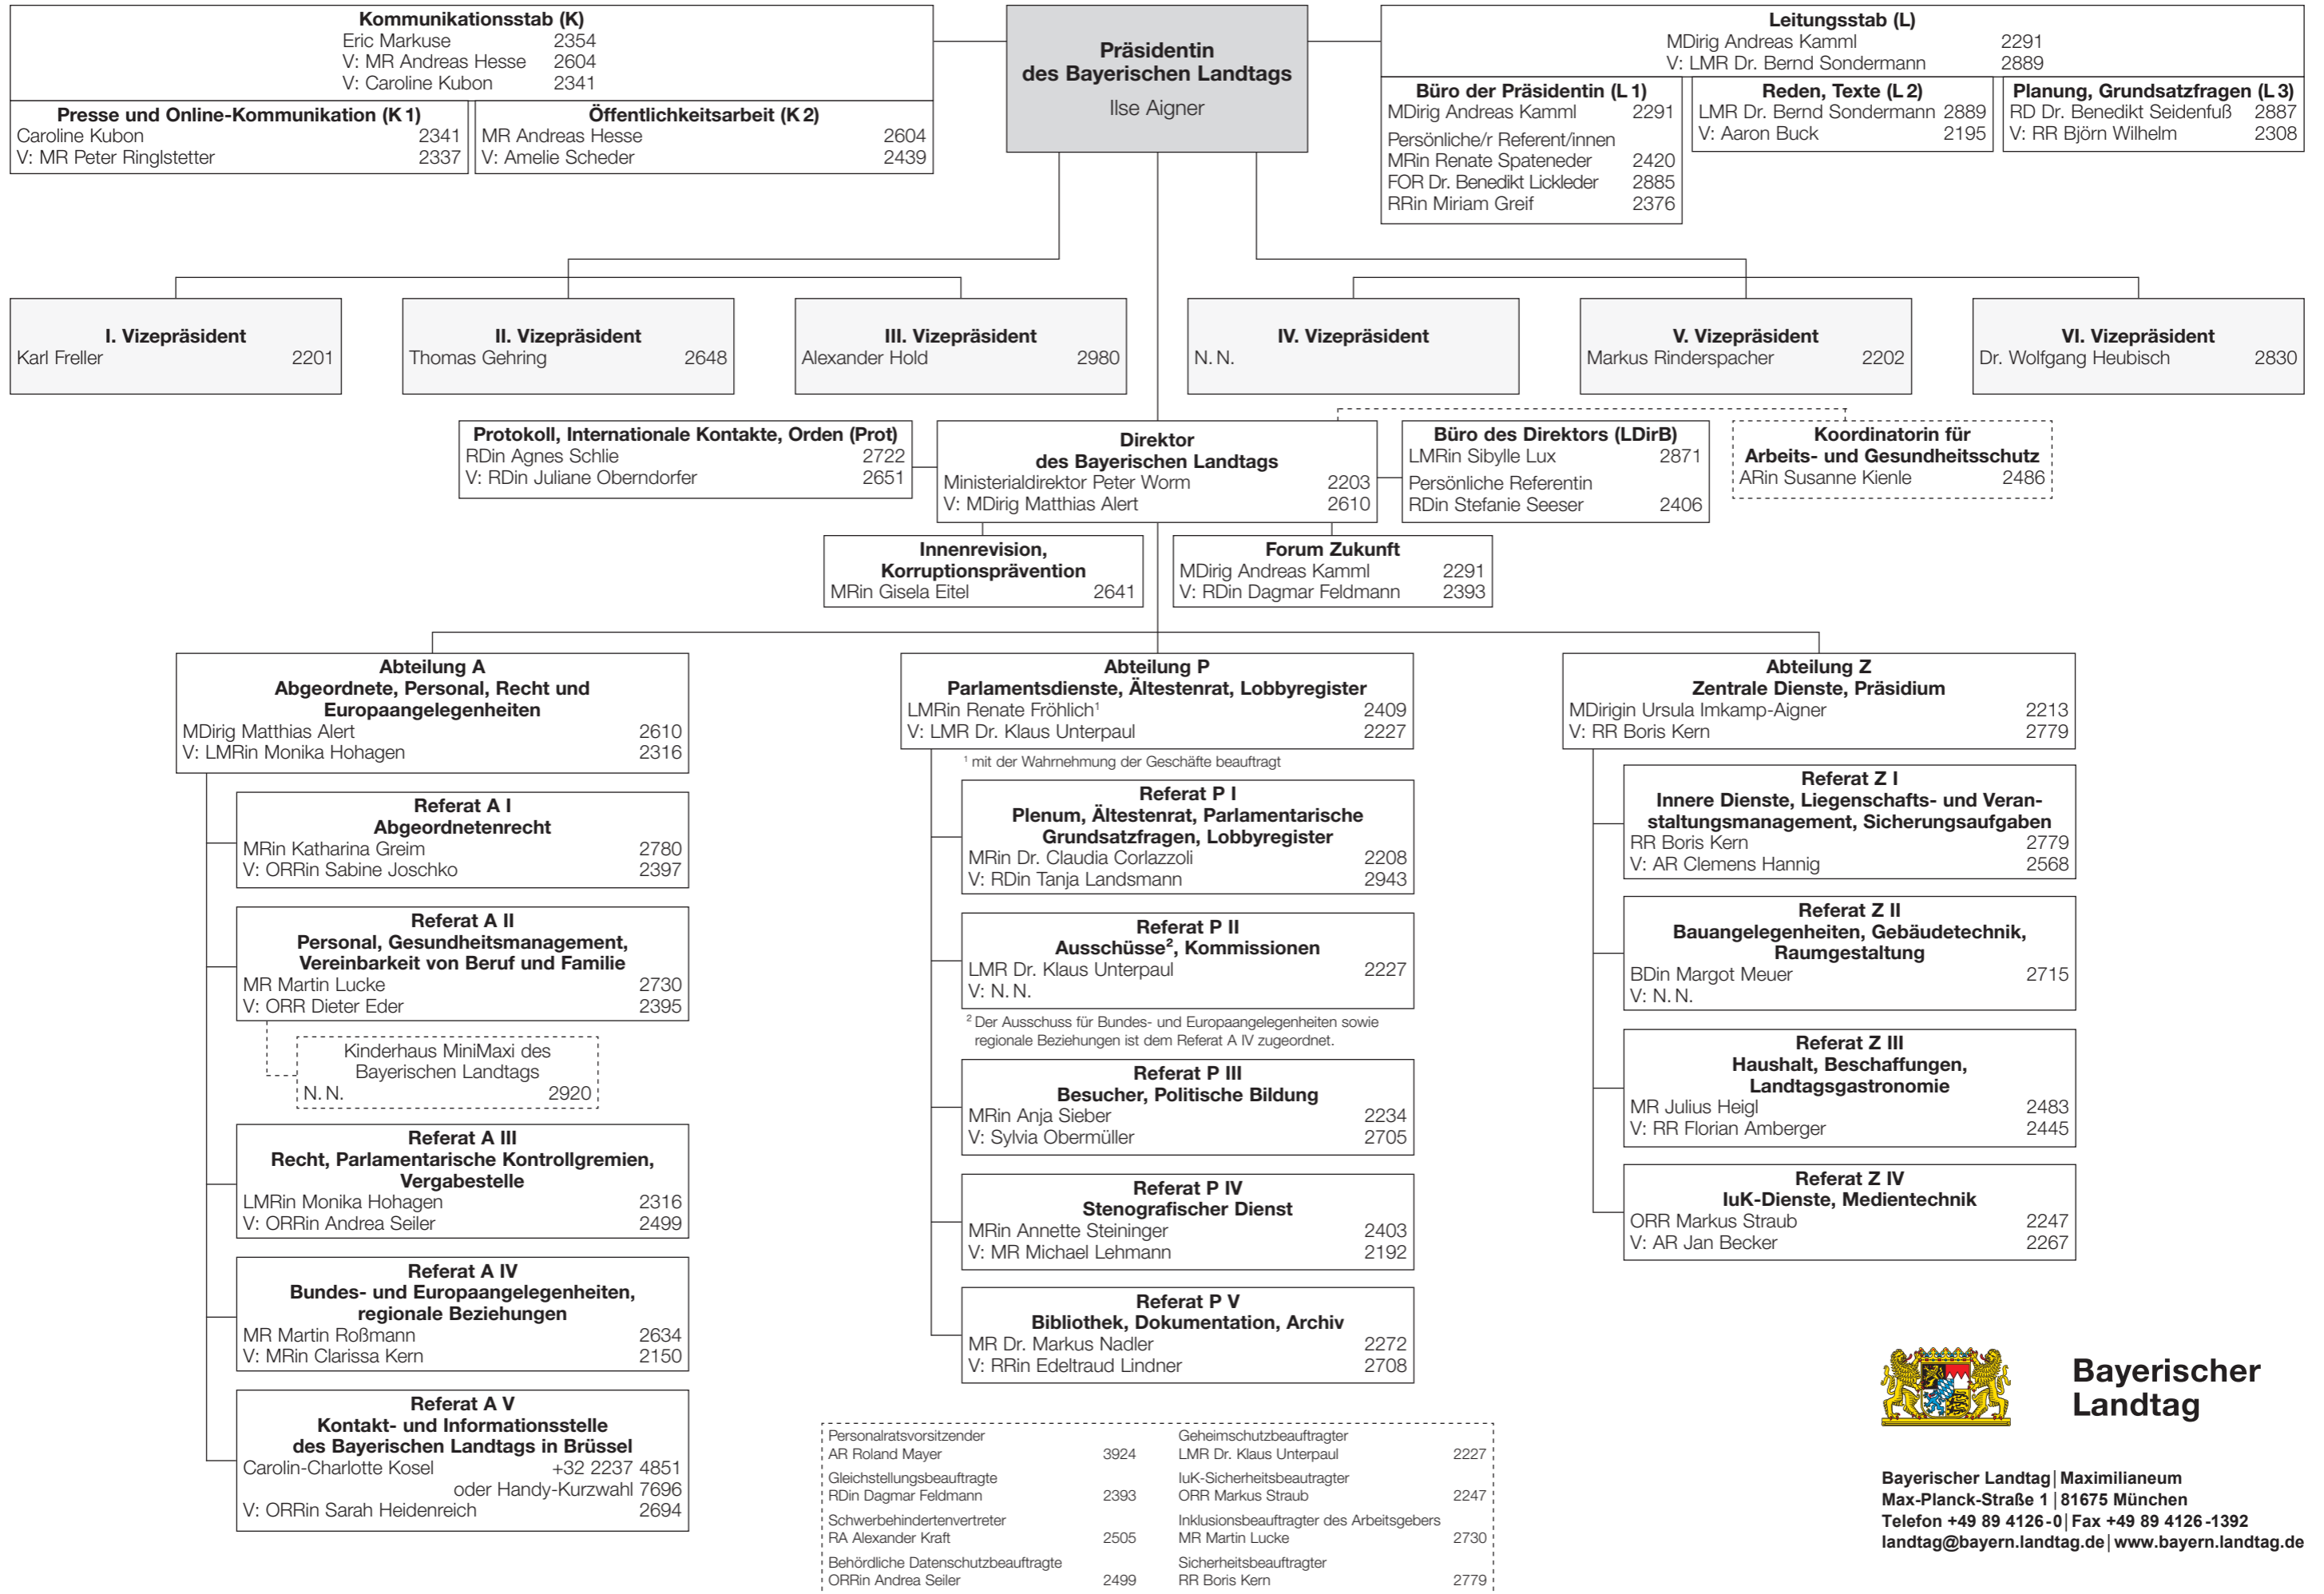 Kommunikationsstab (K)
Eric Markuse 2354
V: MR Andreas Hesse 2604
V: Caroline Kubon 2341
Presse und Online-Kommunikation (K 1)
Caroline Kubon 2341
V: MR Peter Ringlstetter 2337
Öffentlichkeitsarbeit (K 2)
MR Andreas Hesse 2604
V: Amelie Scheder 2439
Präsidentin
des Bayerischen Landtags
Ilse Aigner
Leitungsstab (L)
MDirig Andreas Kamml 2291
V: LMR Dr. Bernd Sondermann 2889
Büro der Präsidentin (L 1)
MDirig Andreas Kamml 2291
Persönliche/r Referent/innen
MRin Renate Spateneder 2420
FOR Dr. Benedikt Lickleder 2885
RRin Miriam Greif 2376
Reden, Texte (L 2)
LMR Dr. Bernd Sondermann 2889
V: Aaron Buck 2195
Planung, Grundsatzfragen (L 3)
RD Dr. Benedikt Seidenfuß 2887
V: RR Björn Wilhelm 2308
I. Vizepräsident
Karl Freller 2201
II. Vizepräsident
Thomas Gehring 2648
III. Vizepräsident
Alexander Hold 2980
IV. Vizepräsident
N. N.
V. Vizepräsident
Markus Rinderspacher 2202
VI. Vizepräsident
Dr. Wolfgang Heubisch 2830
Protokoll, Internationale Kontakte, Orden (Prot)
RDin Agnes Schlie 2722
V: RDin Juliane Oberndorfer 2651
Direktor
des Bayerischen Landtags
Ministerialdirektor Peter Worm 2203
V: MDirig Matthias Alert 2610
Büro des Direktors (LDirB)
LMRin Sibylle Lux 2871
Persönliche Referentin
RDin Stefanie Seeser 2406
Koordinatorin für
Arbeits- und Gesundheitsschutz
ARin Susanne Kienle 2486
Innenrevision,
Korruptionsprävention
MRin Gisela Eitel 2641
Forum Zukunft
MDirig Andreas Kamml 2291
V: RDin Dagmar Feldmann 2393
Abteilung A
Abgeordnete, Personal, Recht und
Europaangelegenheiten
MDirig Matthias Alert 2610
V: LMRin Monika Hohagen 2316
Referat A I
Abgeordnetenrecht
MRin Katharina Greim 2780
V: ORRin Sabine Joschko 2397
Referat A II
Personal, Gesundheitsmanagement,
Vereinbarkeit von Beruf und Familie
MR Martin Lucke 2730
V: ORR Dieter Eder 2395
Kinderhaus MiniMaxi des
Bayerischen Landtags
N. N. 2920
Referat A III
Recht, Parlamentarische Kontrollgremien,
Vergabestelle
LMRin Monika Hohagen 2316
V: ORRin Andrea Seiler 2499
Referat A IV
Bundes- und Europaangelegenheiten,
regionale Beziehungen
MR Martin Roßmann 2634
V: MRin Clarissa Kern 2150
Referat A V
Kontakt- und Informationsstelle
des Bayerischen Landtags in Brüssel
Carolin-Charlotte Kosel +32 2237 4851
oder Handy-Kurzwahl 7696
V: ORRin Sarah Heidenreich 2694
Abteilung P
Parlamentsdienste, Ältestenrat, Lobbyregister
LMRin Renate Fröhlich¹ 2409
V: LMR Dr. Klaus Unterpaul 2227
¹ mit der Wahrnehmung der Geschäfte beauftragt
Referat P I
Plenum, Ältestenrat, Parlamentarische
Grundsatzfragen, Lobbyregister
MRin Dr. Claudia Corlazzoli 2208
V: RDin Tanja Landsmann 2943
Referat P II
Ausschüsse², Kommissionen
LMR Dr. Klaus Unterpaul 2227
V: N. N.
² Der Ausschuss für Bundes- und Europaangelegenheiten sowie
regionale Beziehungen ist dem Referat A IV zugeordnet.
Referat P III
Besucher, Politische Bildung
MRin Anja Sieber 2234
V: Sylvia Obermüller 2705
Referat P IV
Stenografischer Dienst
MRin Annette Steininger 2403
V: MR Michael Lehmann 2192
Referat P V
Bibliothek, Dokumentation, Archiv
MR Dr. Markus Nadler 2272
V: RRin Edeltraud Lindner 2708
Abteilung Z
Zentrale Dienste, Präsidium
MDirigin Ursula Imkamp-Aigner 2213
V: RR Boris Kern 2779
Referat Z I
Innere Dienste, Liegenschafts- und Veran-
staltungsmanagement, Sicherungsaufgaben
RR Boris Kern 2779
V: AR Clemens Hannig 2568
Referat Z II
Bauangelegenheiten, Gebäudetechnik,
Raumgestaltung
BDin Margot Meuer 2715
V: N. N.
Referat Z III
Haushalt, Beschaffungen,
Landtagsgastronomie
MR Julius Heigl 2483
V: RR Florian Amberger 2445
Referat Z IV
IuK-Dienste, Medientechnik
ORR Markus Straub 2247
V: AR Jan Becker 2267
Personalratsvorsitzender
AR Roland Mayer 3924
Gleichstellungsbeauftragte
RDin Dagmar Feldmann 2393
Schwerbehindertenvertreter
RA Alexander Kraft 2505
Behördliche Datenschutzbeauftragte
ORRin Andrea Seiler 2499
Geheimschutzbeauftragter
LMR Dr. Klaus Unterpaul 2227
IuK-Sicherheitsbeautragter
ORR Markus Straub 2247
Inklusionsbeauftragter des Arbeitsgebers
MR Martin Lucke 2730
Sicherheitsbeauftragter
RR Boris Kern 2779
Bayerischer
Landtag
Bayerischer Landtag | Maximilianeum
Max-Planck-Straße 1 | 81675 München
Telefon +49 89 4126-0 | Fax +49 89 4126-1392
landtag@bayern.landtag.de | www.bayern.landtag.de